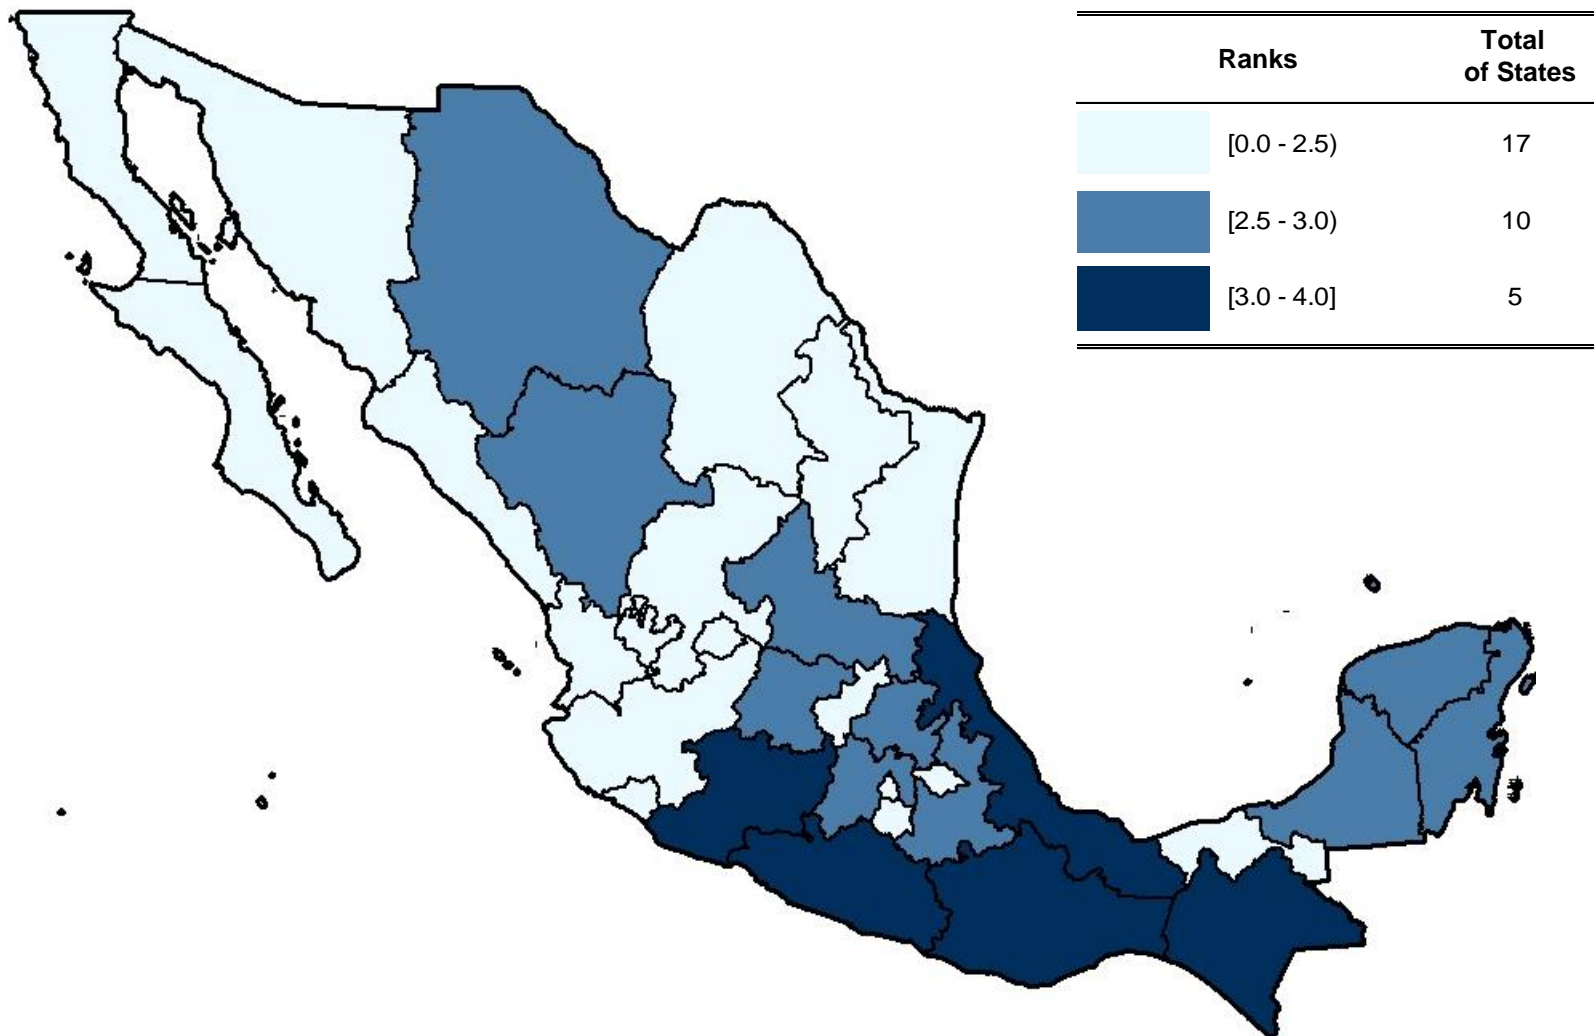 Ranks Total of States
[0.0 - 2.5) 17
[2.5 - 3.0) 10
[3.0 - 4.0] 5